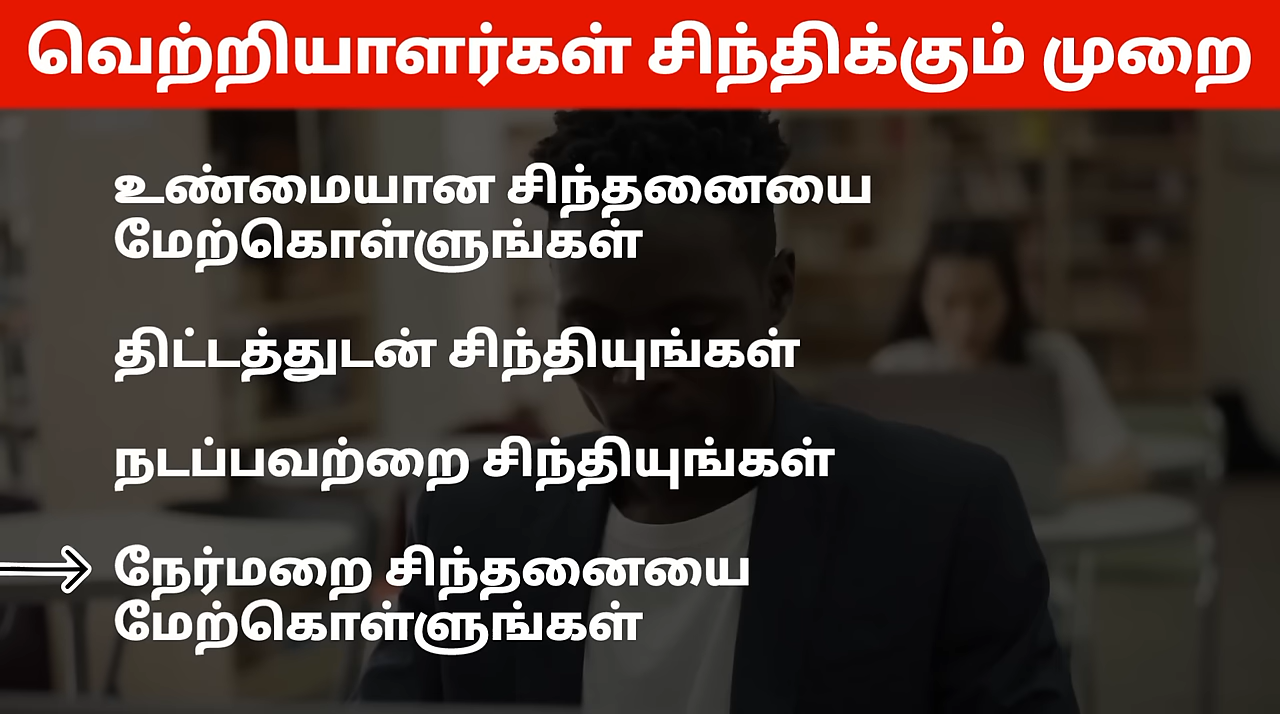 வெற்றியாளர்கள் சிந்திக்கும் முறை
உண்மையான சிந்தனையை
மேற்கொள்ளுங்கள்
திட்டத்துடன் சிந்தியுங்கள்
நடப்பவற்றை சிந்தியுங்கள்
நேர்மறை சிந்தனையை
மேற்கொள்ளுங்கள்